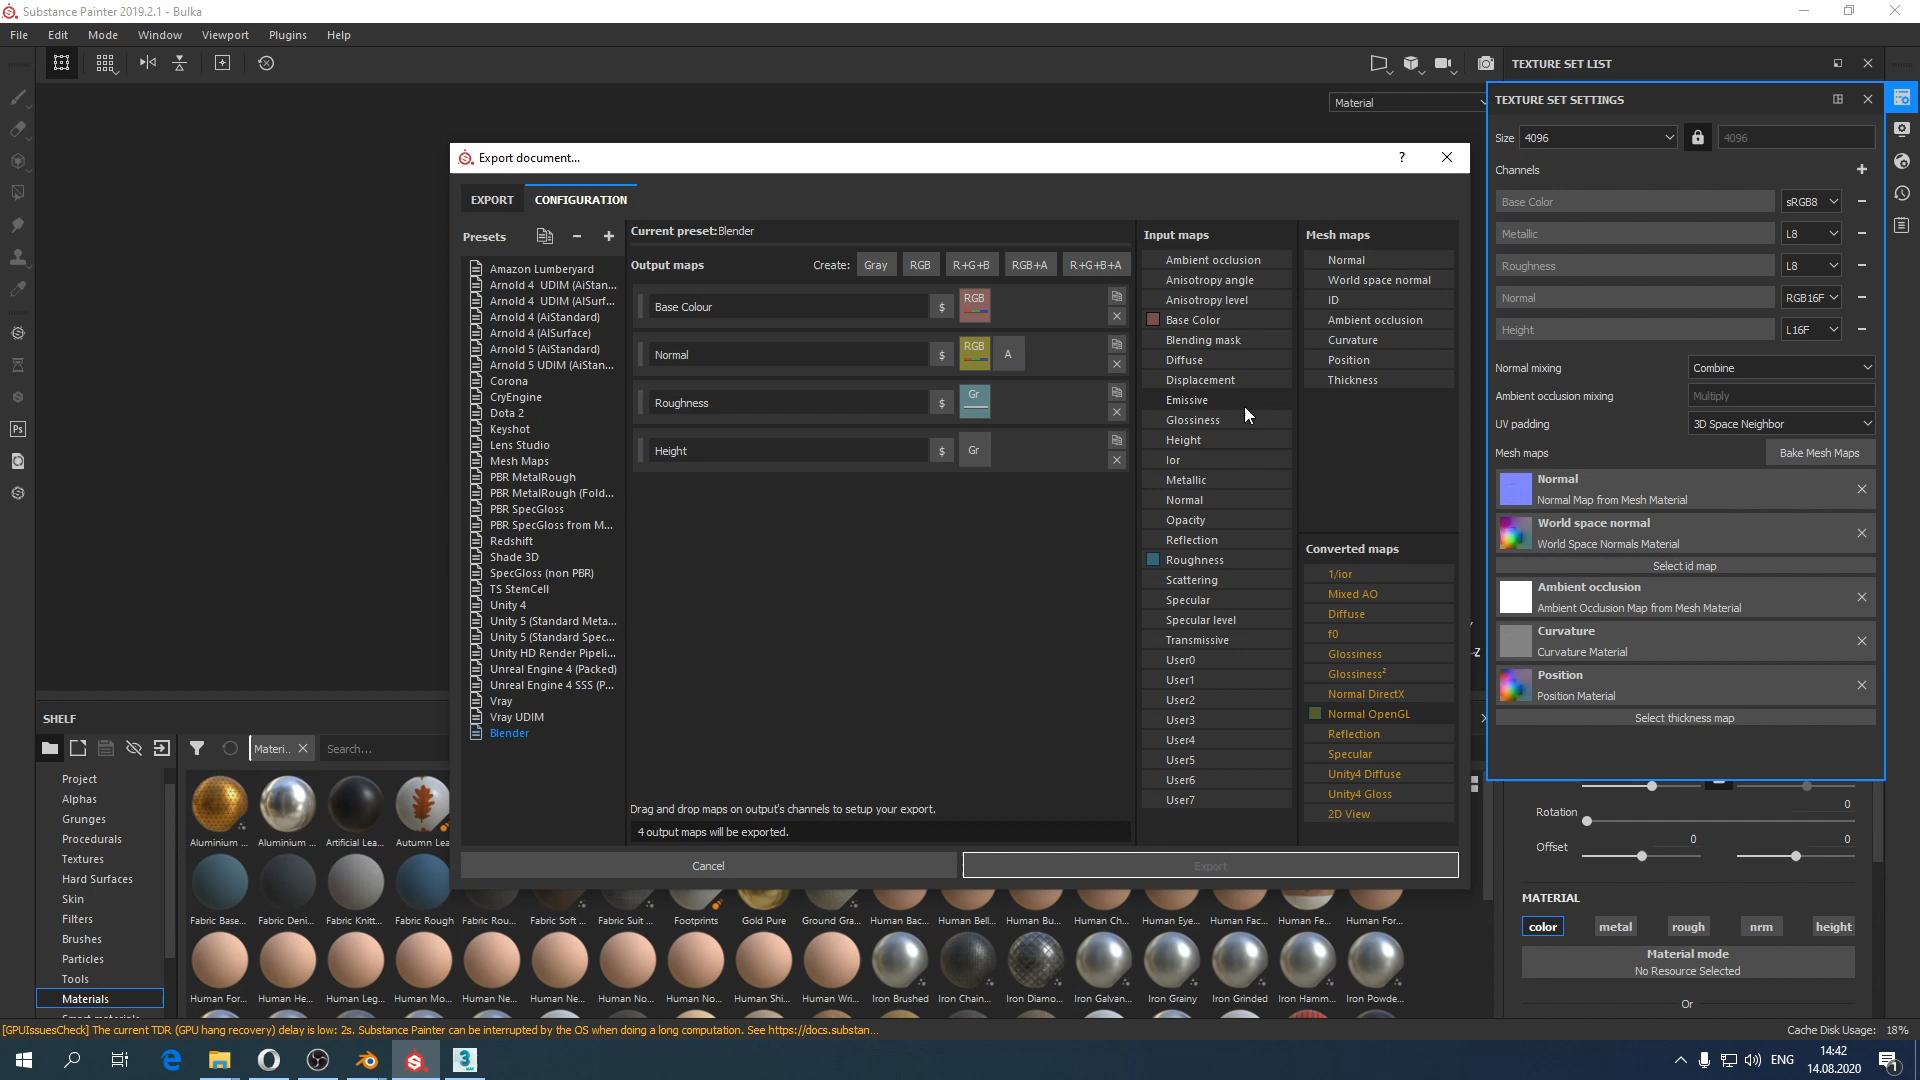 Substance Painter 2019.2.1 - Bulka
File Edit Mode Window Viewport Plugins Help
Material
Export document...
?
EXPORT CONFIGURATION
Presets
Amazon Lumberyard
Arnold 4 UDIM (AiStan...
Arnold 4 UDIM (AlSurf...
Arnold 4 (AiStandard)
Arnold 4 (AlSurface)
Arnold 5 (AiStandard)
Arnold 5 UDIM (AiStan...
Corona
CryEngine
Dota 2
Keyshot
Lens Studio
Mesh Maps
PBR MetalRough
PBR MetalRough (Fold...
PBR SpecGloss
PBR SpecGloss from M...
Redshift
Shade 3D
SpecGloss (non PBR)
TS StemCell
Unity 4
Unity 5 (Standard Meta...
Unity 5 (Standard Spec...
Unity HD Render Pipeli...
Unreal Engine 4 (Packed)
Unreal Engine 4 SSS (P...
Vray
Vray UDIM
Blender
Current preset:Blender
Output maps Create: Gray RGB R+G+B RGB+A R+G+B+A
Base Colour $ RGB
Normal $ RGB A
Roughness $ Gr
Height $ Gr
Drag and drop maps on output's channels to setup your export.
4 output maps will be exported.
Input maps
Ambient occlusion
Anisotropy angle
Anisotropy level
Base Color
Blending mask
Diffuse
Displacement
Emissive
Glossiness
Height
Ior
Metallic
Normal
Opacity
Reflection
Roughness
Scattering
Specular
Specular level
Transmissive
User0
User1
User2
User3
User4
User5
User6
User7
Mesh maps
Normal
World space normal
ID
Ambient occlusion
Curvature
Position
Thickness
Converted maps
1/ior
Mixed AO
Diffuse
f0
Glossiness
Glossiness²
Normal DirectX
Normal OpenGL
Reflection
Specular
Unity4 Diffuse
Unity4 Gloss
2D View
Cancel Export
TEXTURE SET LIST
TEXTURE SET SETTINGS
Size 4096 4096
Channels
Base Color sRGB8
Metallic L8
Roughness L8
Normal RGB16F
Height L16F
Normal mixing Combine
Ambient occlusion mixing Multiply
UV padding 3D Space Neighbor
Mesh maps Bake Mesh Maps
Normal
Normal Map from Mesh Material
World space normal
World Space Normals Material
Select id map
Ambient occlusion
Ambient Occlusion Map from Mesh Material
Curvature
Curvature Material
Position
Position Material
Select thickness map
Rotation 0
Offset 0 0
MATERIAL
color metal rough nrm height
Material mode
No Resource Selected
Or
Z
Ps
SHELF
Materi... Search...
Project
Alphas
Grunges
Procedurals
Textures
Hard Surfaces
Skin
Filters
Brushes
Particles
Tools
Materials
Smart materials
Aluminium ... Aluminium ... Artificial Lea... Autumn Lea
Fabric Base... Fabric Deni... Fabric Knitt... Fabric Rough Fabric Rou... Fabric Soft ... Fabric Suit ... Footprints Gold Pure Ground Gra... Human Bac... Human Bell... Human Bu... Human Ch... Human Eye... Human Fac... Human Fe... Human For...
Human For... Human He... Human Leg... Human Mo... Human Ne... Human Ne... Human No... Human No... Human Shi... Human Wri... Iron Brushed Iron Chain... Iron Diamo... Iron Galvan... Iron Grainy Iron Grinded Iron Hamm... Iron Powde...
[GPUIssuesCheck] The current TDR (GPU hang recovery) delay is low: 2s. Substance Painter can be interrupted by the OS when doing a long computation. See https://docs.substan...
Cache Disk Usage: 18%
ENG
14:42
14.08.2020
1